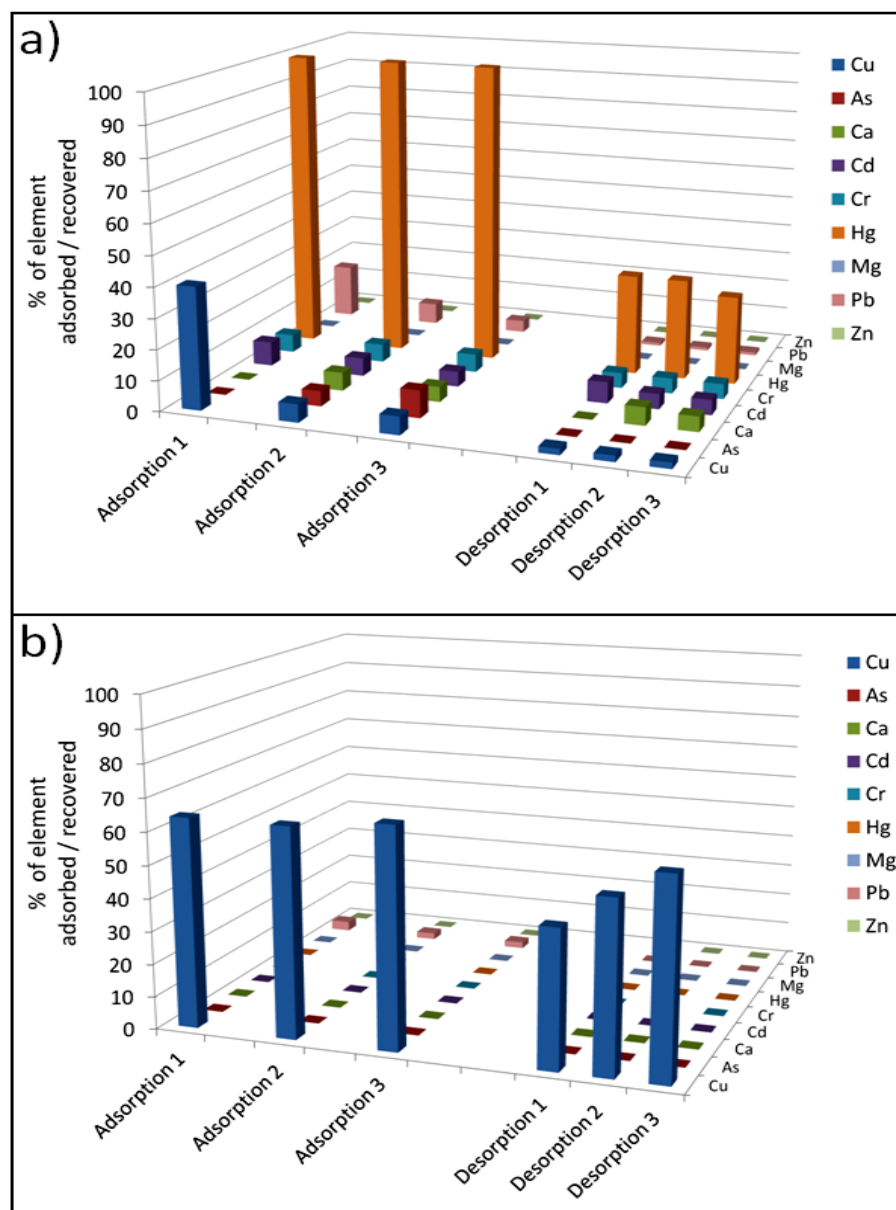 a)
% of element
adsorbed / recovered
100
90
80
70
60
50
40
30
20
10
0
Adsorption 1
Adsorption 2
Adsorption 3
Desorption 1
Desorption 2
Desorption 3
Zn
Pb
Mg
Hg
Cr
Cd
Ca
As
Cu
Cu
As
Ca
Cd
Cr
Hg
Mg
Pb
Zn
b)
% of element
adsorbed / recovered
100
90
80
70
60
50
40
30
20
10
0
Adsorption 1
Adsorption 2
Adsorption 3
Desorption 1
Desorption 2
Desorption 3
Zn
Pb
Mg
Hg
Cr
Cd
Ca
As
Cu
Cu
As
Ca
Cd
Cr
Hg
Mg
Pb
Zn